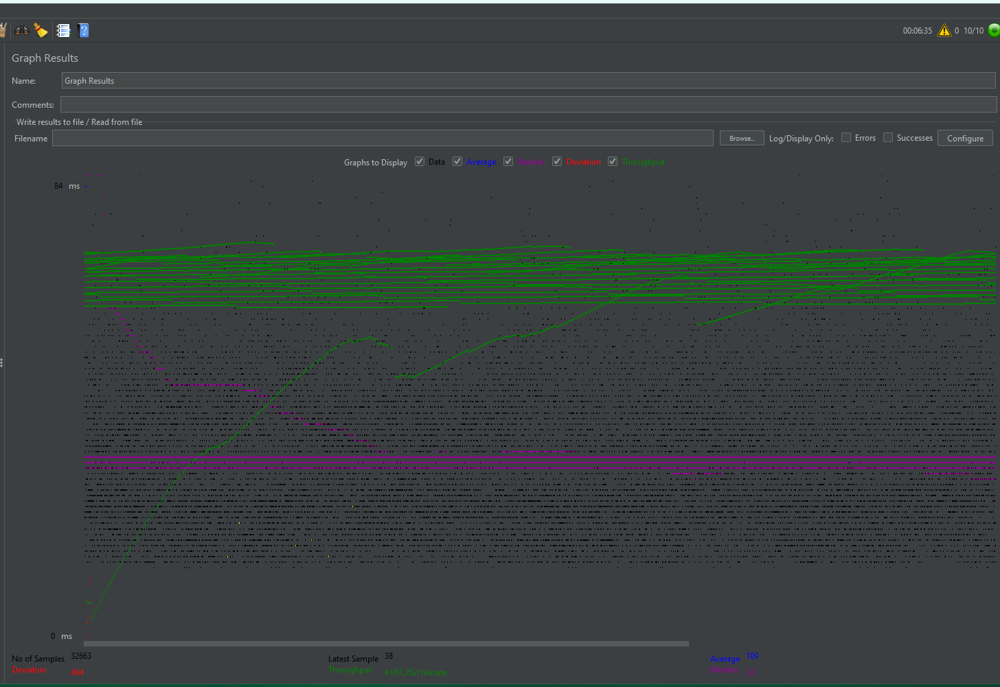 00:06:35 0 10/10
Graph Results
Name: Graph Results
Comments:
Write results to file / Read from file
Filename Browse... Log/Display Only: Errors Successes Configure
Graphs to Display Data Average Median Deviation Throughput
84 ms
0 ms
No of Samples 32663 Latest Sample 38 Average 109
Deviation 404 Throughput 4 951,252/minute Median